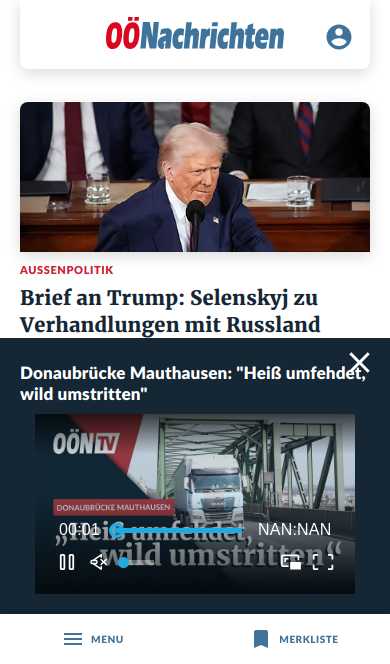 OÖNachrichten
AUSSENPOLITIK
Brief an Trump: Selenskyj zu
Verhandlungen mit Russland
Donaubrücke Mauthausen: "Heiß umfehdet,
wild umstritten"
OÖN TV
DONAUBRÜCKE MAUTHAUSEN
00:01
NAN:NAN
„Heiß umfehdet,
wild umstritten“
MENU
MERKLISTE